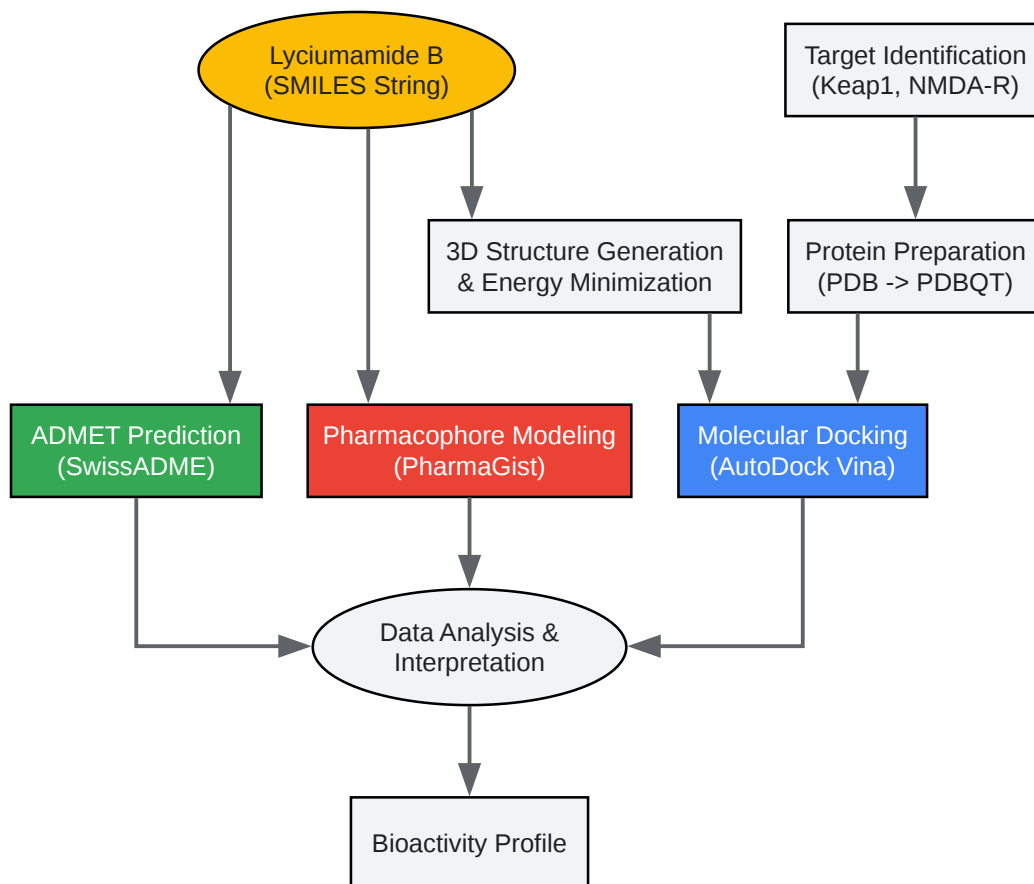 Lyciumamide B
(SMILES String)
Target Identification
(Keap1, NMDA-R)
3D Structure Generation
& Energy Minimization
Protein Preparation
(PDB -> PDBQT)
ADMET Prediction
(SwissADME)
Pharmacophore Modeling
(PharmaGist)
Molecular Docking
(AutoDock Vina)
Data Analysis &
Interpretation
Bioactivity Profile